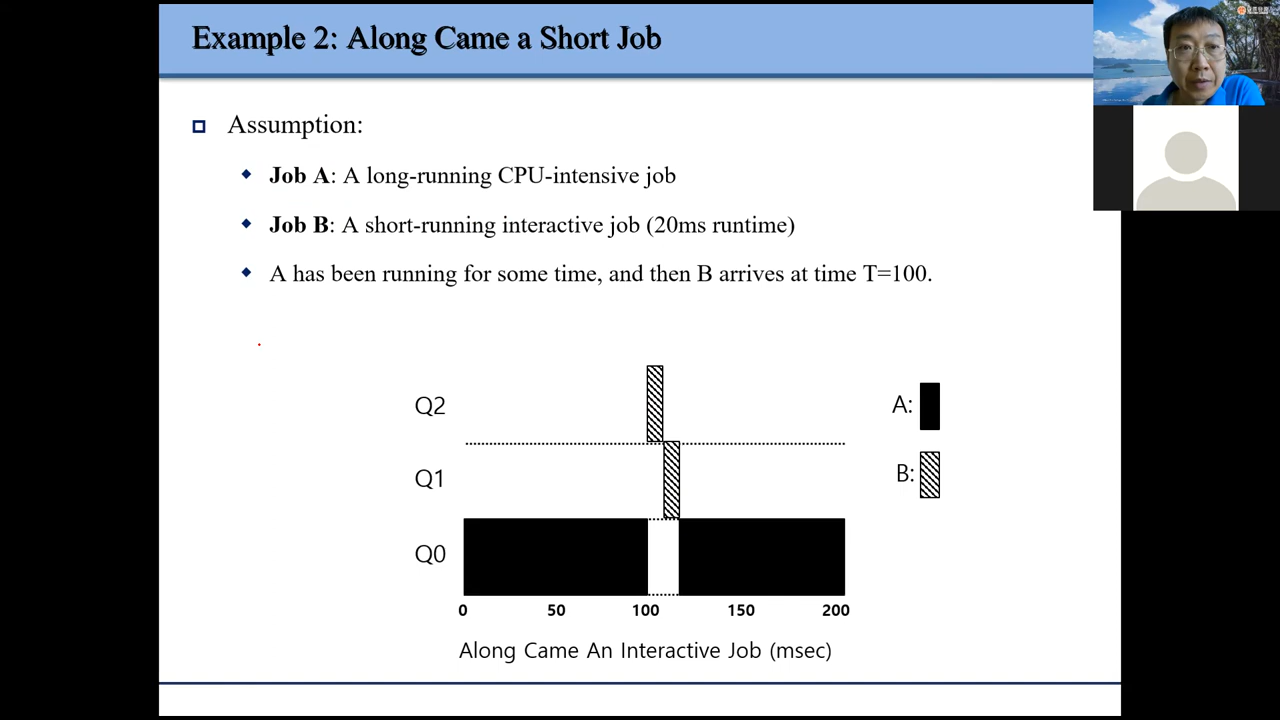 Example 2: Along Came a Short Job
Assumption:
Job A: A long-running CPU-intensive job
Job B: A short-running interactive job (20ms runtime)
A has been running for some time, and then B arrives at time T=100.
Q2
A:
Q1
B:
Q0
0 50 100 150 200
Along Came An Interactive Job (msec)